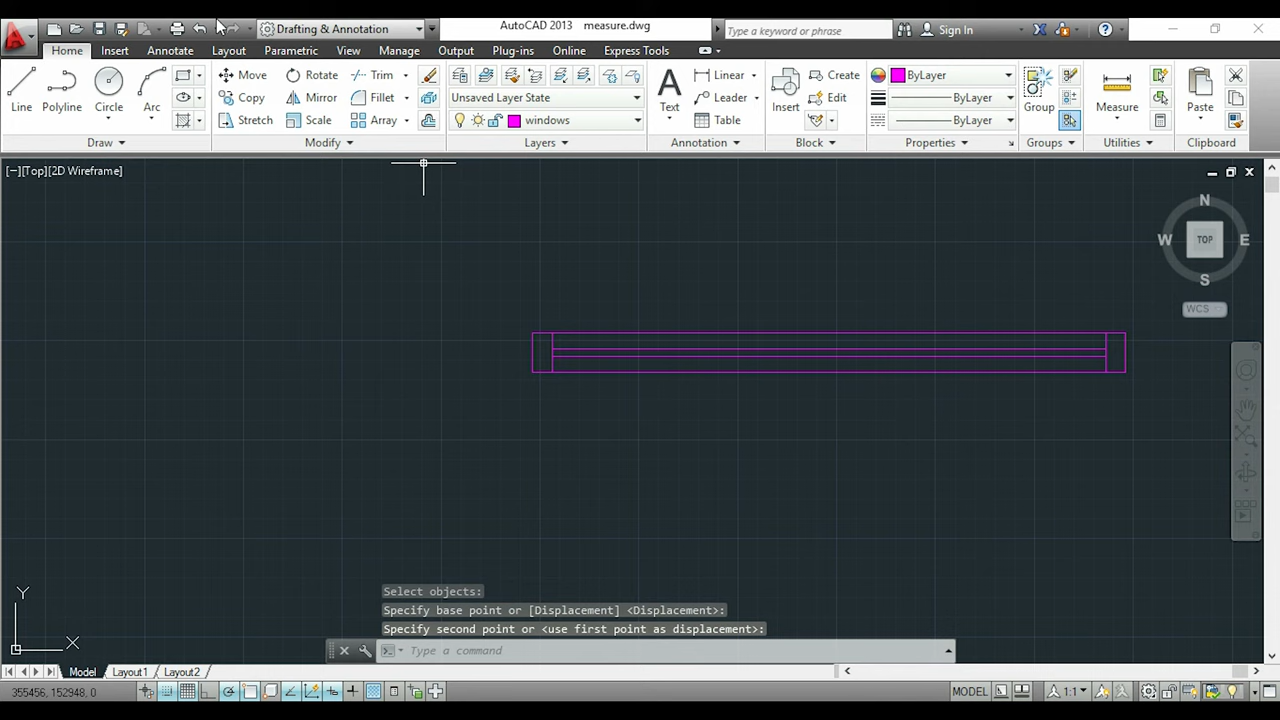 Drafting & Annotation
AutoCAD 2013 measure.dwg
Type a keyword or phrase
Sign In
Home Insert Annotate Layout Parametric View Manage Output Plug-ins Online Express Tools
Move Rotate Trim
Unsaved Layer State
Linear
Create
ByLayer
Line Polyline Circle Arc
Copy Mirror Fillet
Text
Leader
Insert
Edit
ByLayer
Group
Measure
Paste
Stretch Scale Array
windows
Table
ByLayer
Draw Modify Layers Annotation Block Properties Groups Utilities Clipboard
[−][Top][2D Wireframe]
N
W TOP E
S
WCS
Select objects:
Specify base point or [Displacement] <Displacement>:
Specify second point or <use first point as displacement>:
Type a command
Y
X
Model Layout1 Layout2
355456, 152948, 0
MODEL
1:1